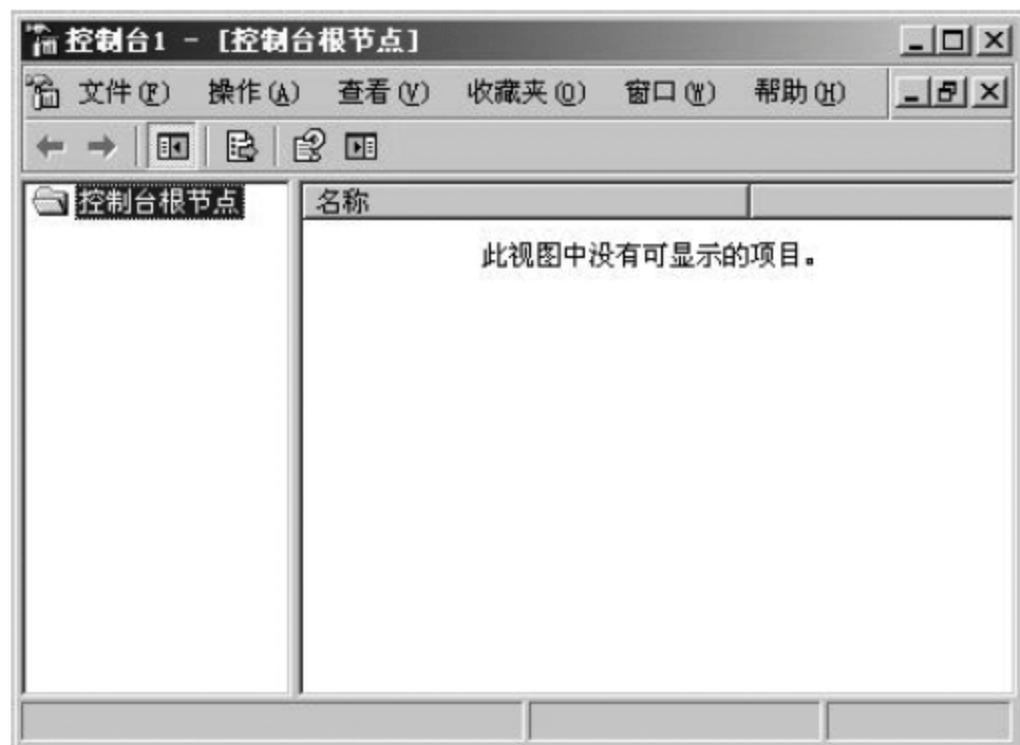 控制台1 - [控制台根节点]
文件(F) 操作(A) 查看(V) 收藏夹(O) 窗口(W) 帮助(H)
控制台根节点
名称
此视图中没有可显示的项目。